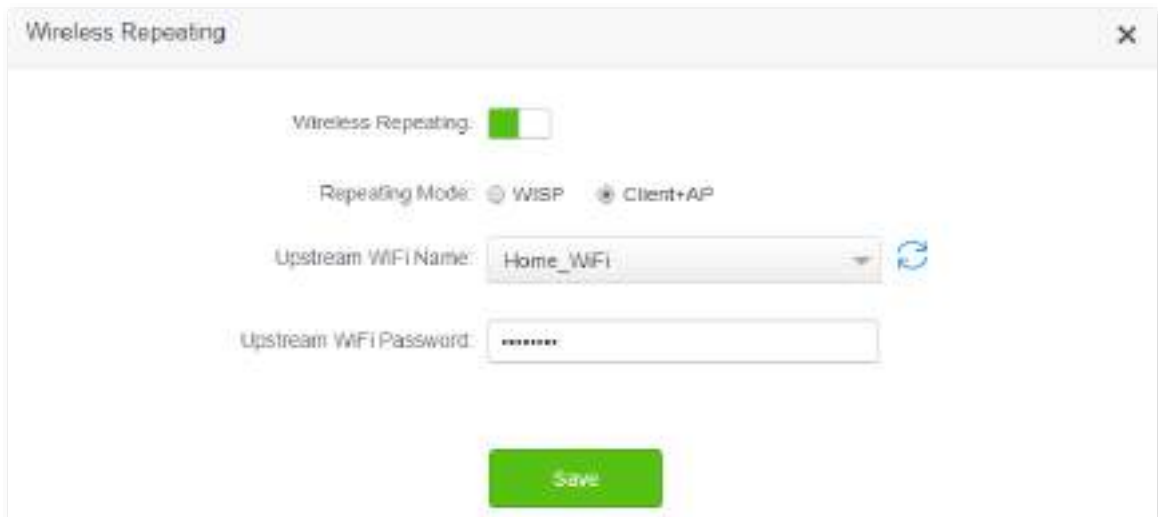 Wireless Repeating
Wireless Repeating:
Repeating Mode: WISP Client+AP
Upstream WiFi Name: Home_WiFi
Upstream WiFi Password: ••••••••
Save